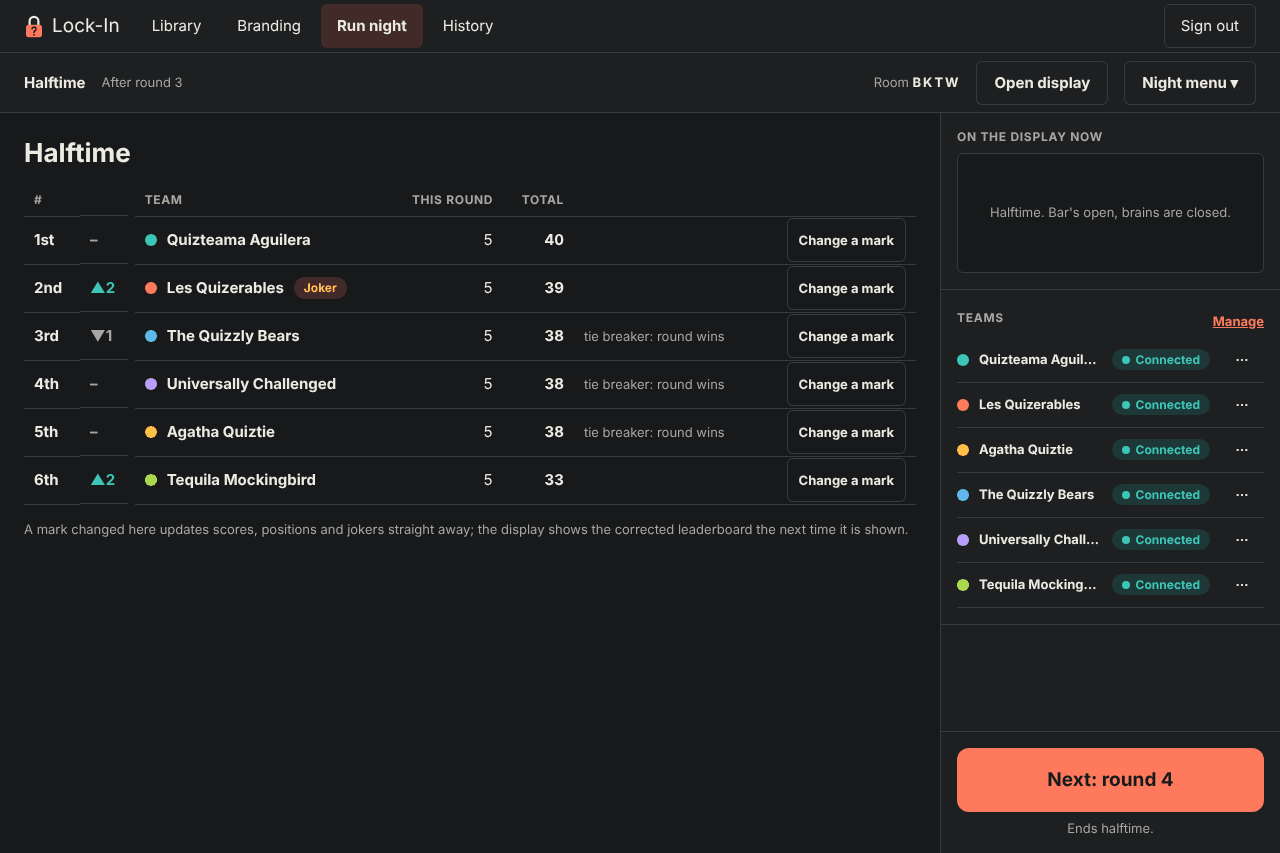 Lock-In Library Branding Run night History Sign out
Halftime After round 3 Room BKTW Open display Night menu ▾
Halftime
# TEAM THIS ROUND TOTAL
1st – Quizteama Aguilera 5 40 Change a mark
2nd ▲2 Les Quizerables Joker 5 39 Change a mark
3rd ▼1 The Quizzly Bears 5 38 tie breaker: round wins Change a mark
4th – Universally Challenged 5 38 tie breaker: round wins Change a mark
5th – Agatha Quiztie 5 38 tie breaker: round wins Change a mark
6th ▲2 Tequila Mockingbird 5 33 Change a mark
A mark changed here updates scores, positions and jokers straight away; the display shows the corrected leaderboard the next time it is shown.
ON THE DISPLAY NOW
Halftime. Bar's open, brains are closed.
TEAMS Manage
Quizteama Aguil... Connected ...
Les Quizerables Connected ...
Agatha Quiztie Connected ...
The Quizzly Bears Connected ...
Universally Chall... Connected ...
Tequila Mocking... Connected ...
Next: round 4
Ends halftime.